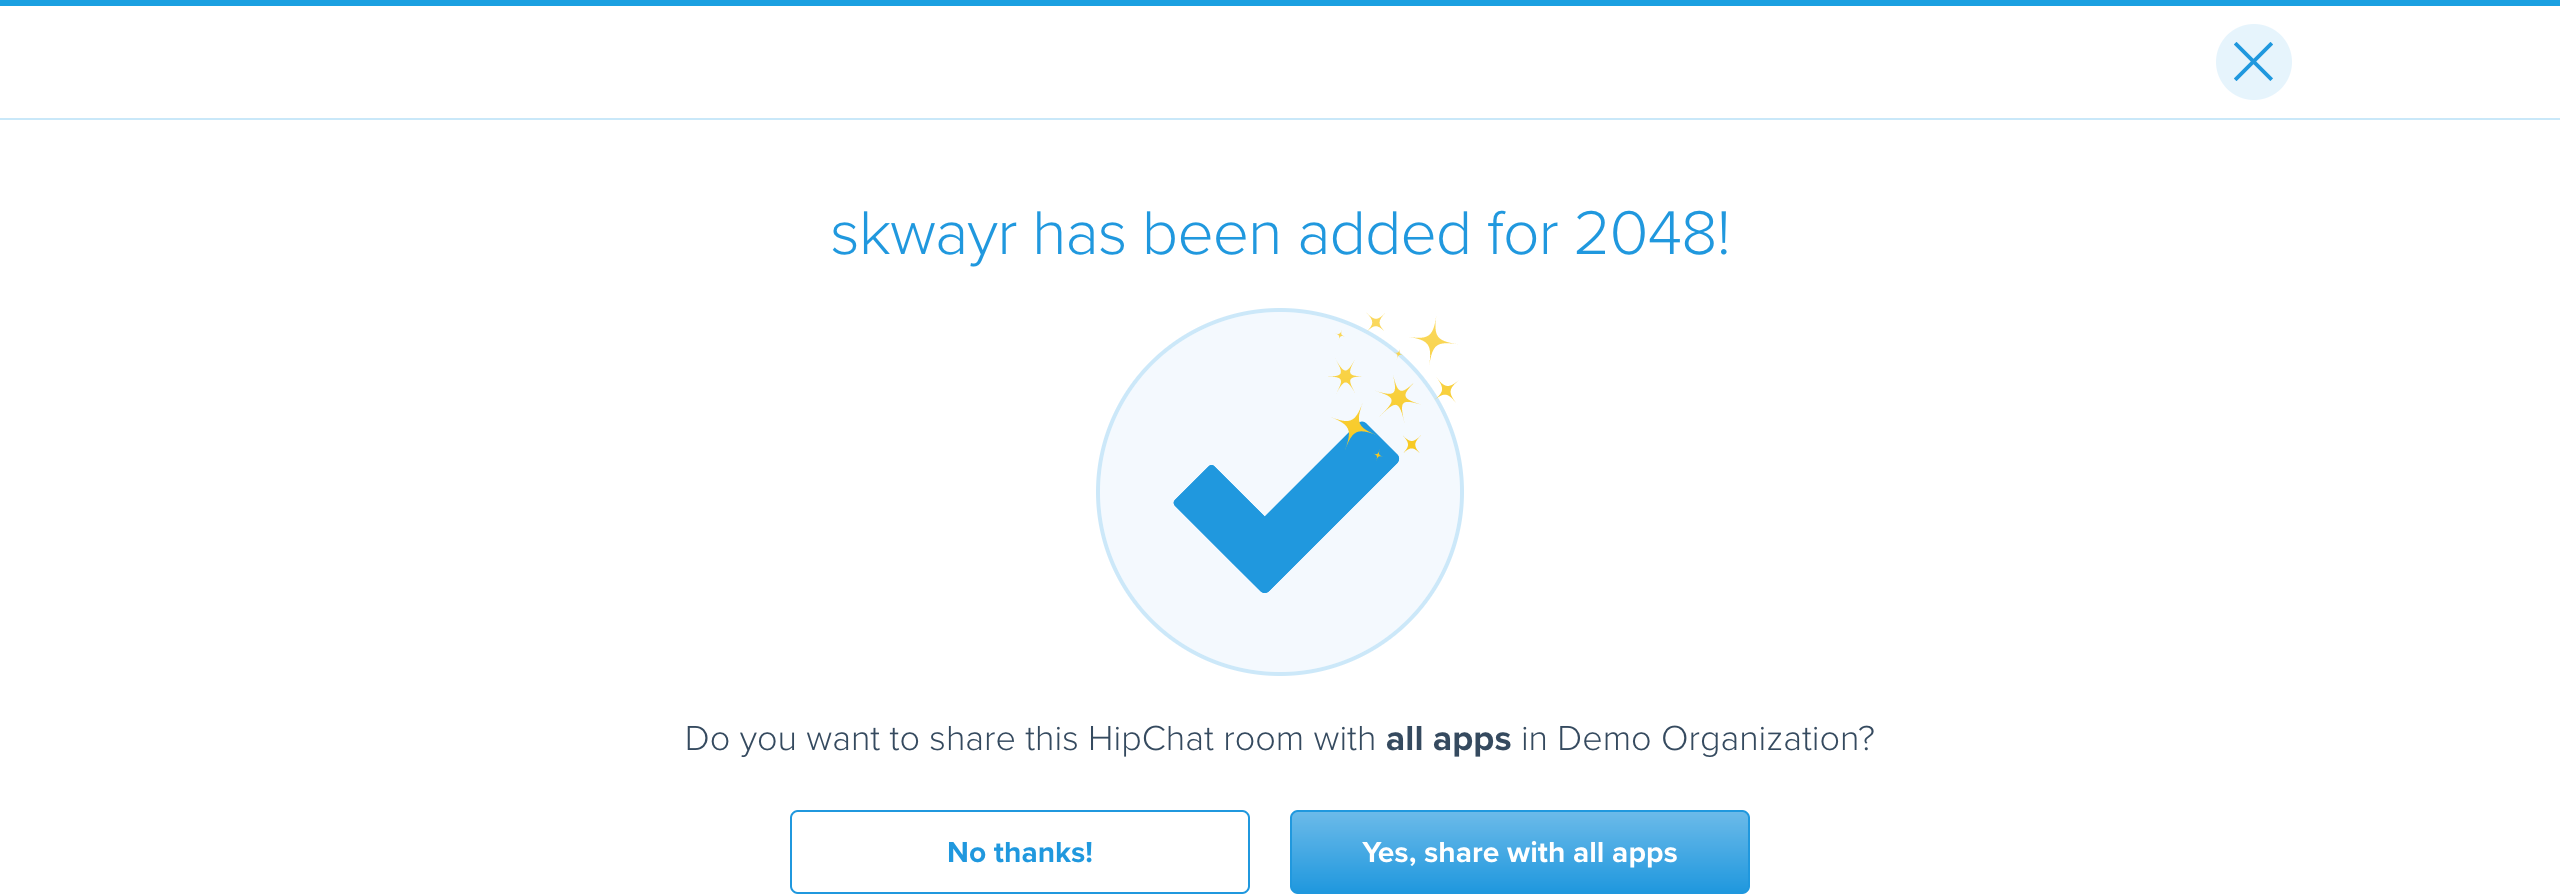 skwayr has been added for 2048!
Do you want to share this HipChat room with all apps in Demo Organization?
No thanks!
Yes, share with all apps